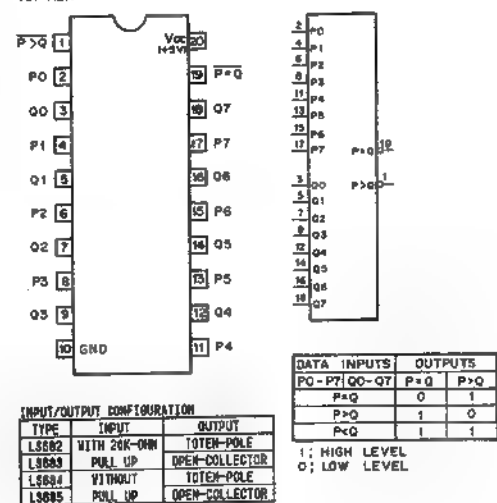 P>Q 1
Vcc 20
(+5V)
P0 2
19 P=Q
Q0 3
18 Q7
P1 4
17 P7
Q1 5
16 Q6
P2 6
15 P6
Q2 7
14 Q5
P3 8
13 P5
Q3 9
12 Q4
10 GND
11 P4
2 P0
4 P1
6 P2
8 P3
11 P4
13 P5
15 P6
17 P7
P=Q 19
3 Q0
P>Q 1
5 Q1
7 Q2
9 Q3
12 Q4
14 Q5
16 Q6
18 Q7
DATA INPUTS OUTPUTS
P0-P7 Q0-Q7 P=Q P>Q
P=Q 0 1
P>Q 1 0
P<Q 1 1
1; HIGH LEVEL
0; LOW LEVEL
INPUT/OUTPUT CONFIGURATION
TYPE INPUT OUTPUT
LS682 WITH 20K-OHM TOTEM-POLE
LS683 PULL UP OPEN-COLLECTOR
LS684 WITHOUT TOTEM-POLE
LS685 PULL UP OPEN-COLLECTOR